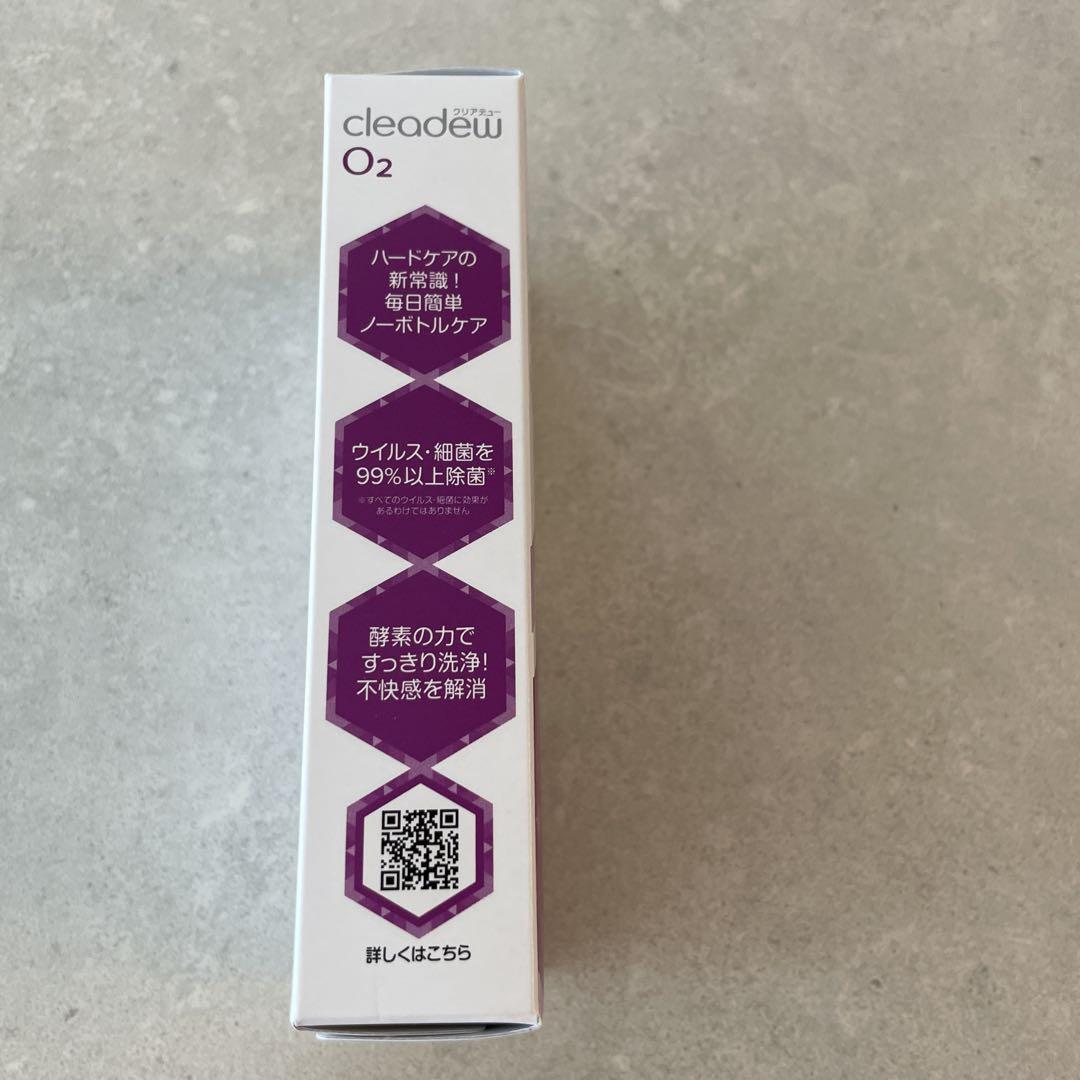 クリアデュー
cleadew
O2
ハードケアの
新常識！
毎日簡単
ノーボトルケア
ウイルス・細菌を
99%以上除菌※
※すべてのウイルス・細菌に効果が
あるわけではありません
酵素の力で
すっきり洗浄！
不快感を解消
詳しくはこちら